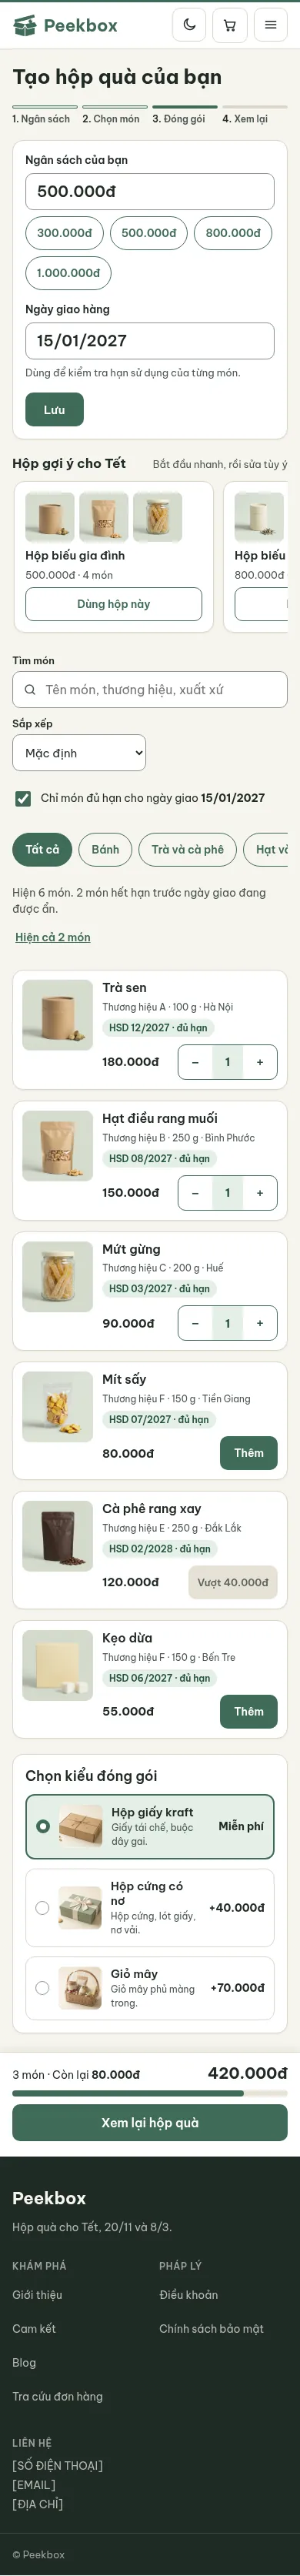 Peekbox
Tạo hộp quà của bạn
1. Ngân sách
2. Chọn món
3. Đóng gói
4. Xem lại
Ngân sách của bạn
500.000đ
300.000đ
500.000đ
800.000đ
1.000.000đ
Ngày giao hàng
15/01/2027
Dùng để kiểm tra hạn sử dụng của từng món.
Lưu
Hộp gợi ý cho Tết
Bắt đầu nhanh, rồi sửa tùy ý
Hộp biếu gia đình
500.000đ · 4 món
Dùng hộp này
Hộp biếu
800.000đ
Tìm món
Tên món, thương hiệu, xuất xứ
Sắp xếp
Mặc định
Chỉ món đủ hạn cho ngày giao 15/01/2027
Tất cả
Bánh
Trà và cà phê
Hạt và
Hiện 6 món. 2 món hết hạn trước ngày giao đang
được ẩn.
Hiện cả 2 món
Trà sen
Thương hiệu A · 100 g · Hà Nội
HSD 12/2027 · đủ hạn
180.000đ
− 1 +
Hạt điều rang muối
Thương hiệu B · 250 g · Bình Phước
HSD 08/2027 · đủ hạn
150.000đ
− 1 +
Mứt gừng
Thương hiệu C · 200 g · Huế
HSD 03/2027 · đủ hạn
90.000đ
− 1 +
Mít sấy
Thương hiệu F · 150 g · Tiền Giang
HSD 07/2027 · đủ hạn
80.000đ
Thêm
Cà phê rang xay
Thương hiệu E · 250 g · Đắk Lắk
HSD 02/2028 · đủ hạn
120.000đ
Vượt 40.000đ
Kẹo dừa
Thương hiệu F · 150 g · Bến Tre
HSD 06/2027 · đủ hạn
55.000đ
Thêm
Chọn kiểu đóng gói
Hộp giấy kraft
Giấy tái chế, buộc
dây gai.
Miễn phí
Hộp cứng có
nơ
Hộp cứng, lót giấy,
nơ vải.
+40.000đ
Giỏ mây
Giỏ mây phủ màng
trong.
+70.000đ
3 món · Còn lại 80.000đ
420.000đ
Xem lại hộp quà
Peekbox
Hộp quà cho Tết, 20/11 và 8/3.
KHÁM PHÁ
Giới thiệu
Cam kết
Blog
Tra cứu đơn hàng
PHÁP LÝ
Điều khoản
Chính sách bảo mật
LIÊN HỆ
[SỐ ĐIỆN THOẠI]
[EMAIL]
[ĐỊA CHỈ]
© Peekbox